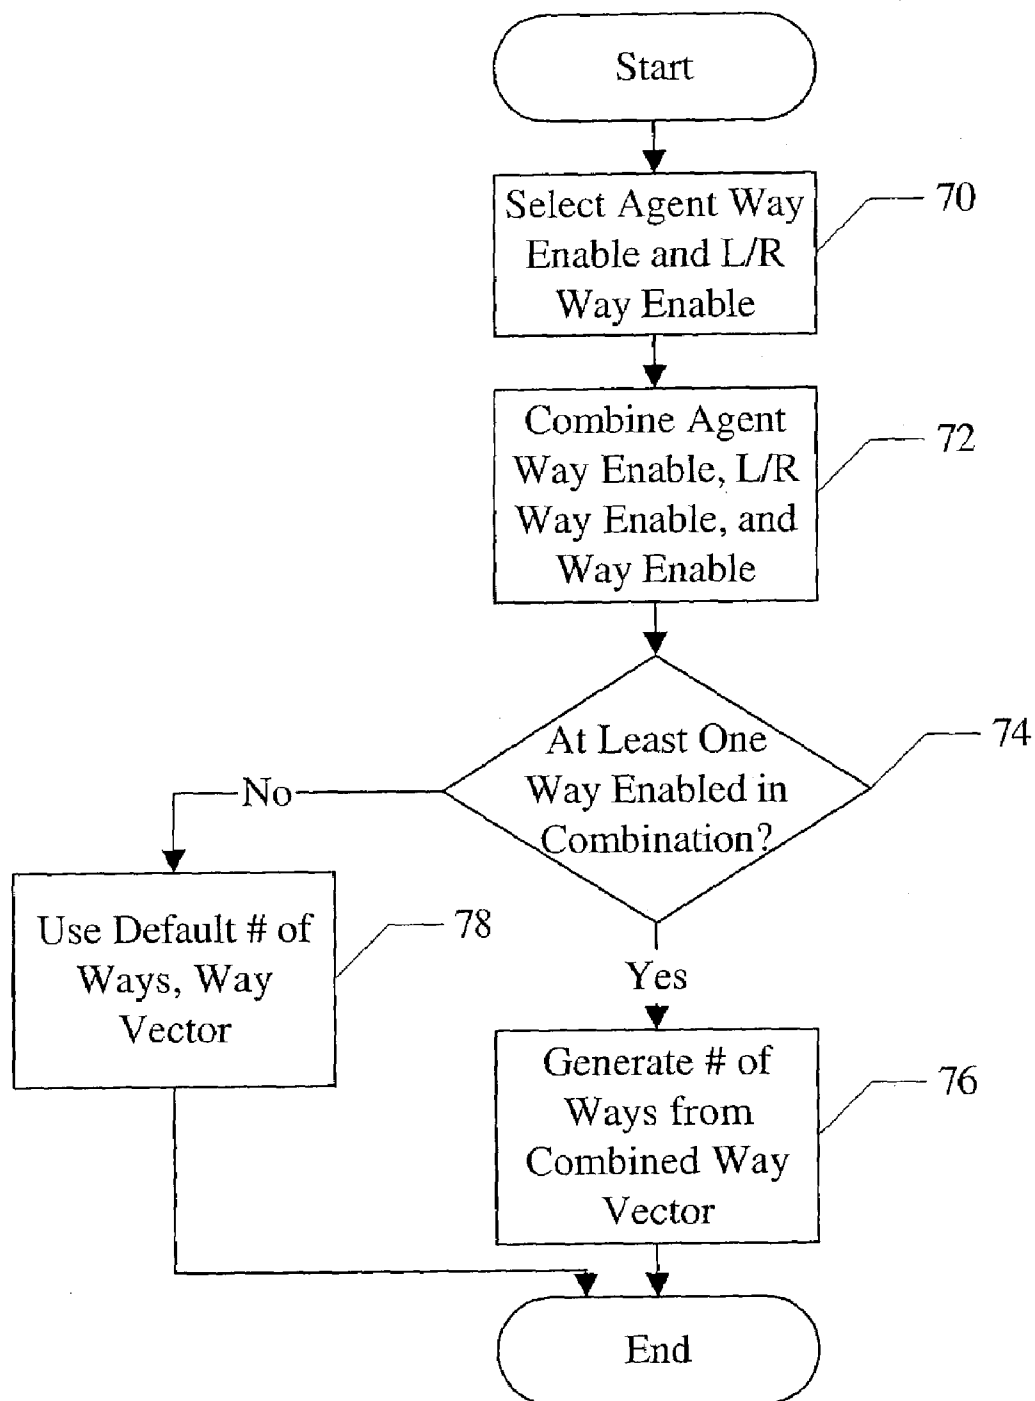 Start
Select Agent Way
Enable and L/R
Way Enable
70
Combine Agent
Way Enable, L/R
Way Enable, and
Way Enable
72
At Least One
Way Enabled in
Combination?
74
No
Use Default # of
Ways, Way
Vector
78
Yes
Generate # of
Ways from
Combined Way
Vector
76
End